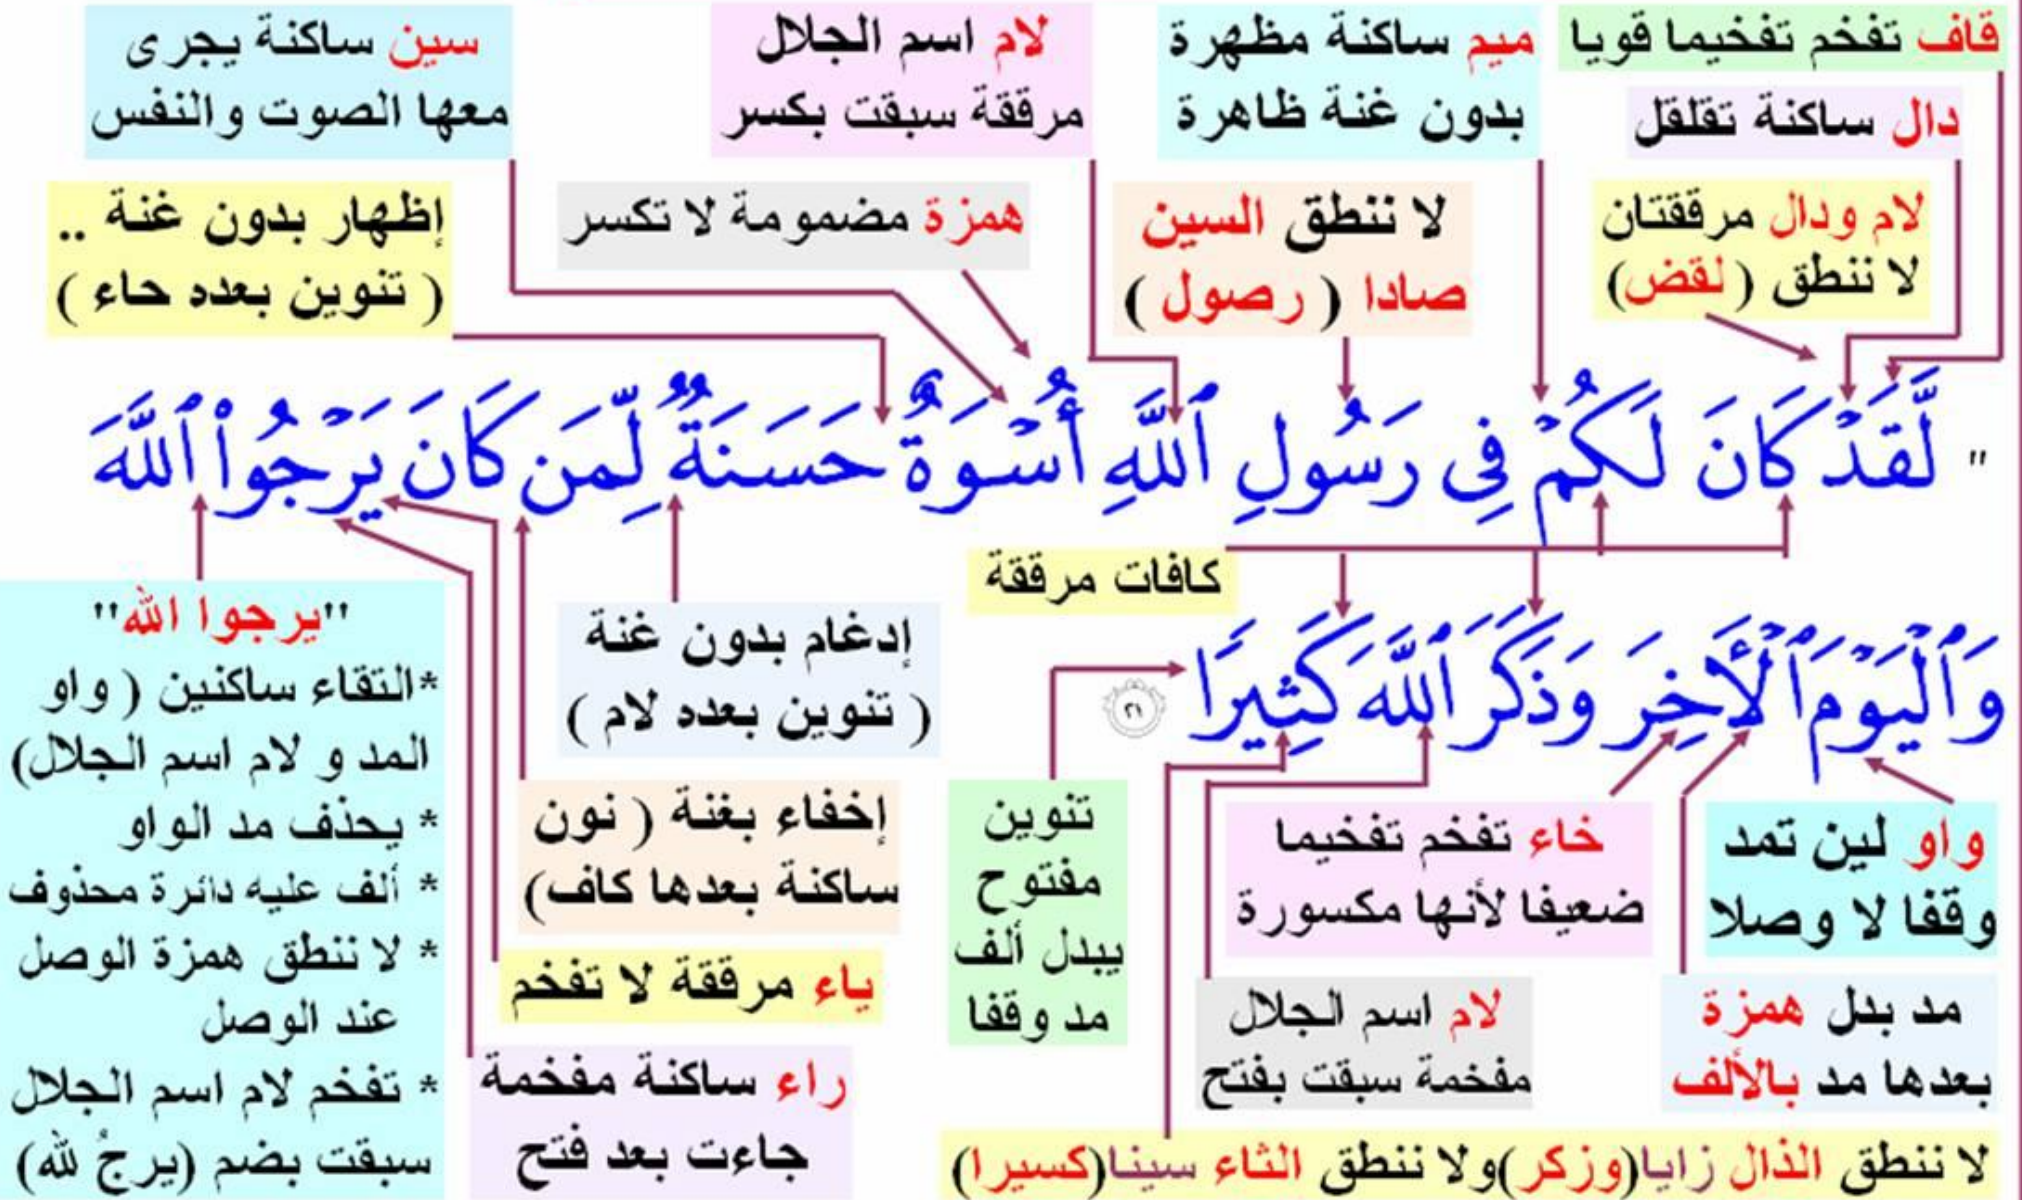 قاف تفخم تفخيما قويا
دال ساكنة تقلقل
لام ودال مرققتان
لا ننطق (لقض)
ميم ساكنة مظهرة
بدون غنة ظاهرة
لا ننطق السين
صادا ( رصول )
لام اسم الجلال
مرققة سبقت بكسر
همزة مضمومة لا تكسر
سين ساكنة يجرى
معها الصوت والنفس
إظهار بدون غنة ..
( تنوين بعده حاء )
" لَّقَدْ كَانَ لَكُمْ فِى رَسُولِ ٱللَّهِ أُسْوَةٌ حَسَنَةٌ لِّمَن كَانَ يَرْجُوا۟ ٱللَّهَ
كافات مرققة
وَٱلْيَوْمَ ٱلْأَخِرَ وَذَكَرَ ٱللَّهَ كَثِيرًا ٢١
"يرجوا الله"
*التقاء ساكنين ( واو
المد و لام اسم الجلال)
* يحذف مد الواو
* ألف عليه دائرة محذوف
* لا ننطق همزة الوصل
عند الوصل
* تفخم لام اسم الجلال
سبقت بضم (يرجُ لله)
إدغام بدون غنة
( تنوين بعده لام )
إخفاء بغنة ( نون
ساكنة بعدها كاف)
ياء مرققة لا تفخم
راء ساكنة مفخمة
جاءت بعد فتح
تنوين
مفتوح
يبدل ألف
مد وقفا
خاء تفخم تفخيما
ضعيفا لأنها مكسورة
واو لين تمد
وقفا لا وصلا
لام اسم الجلال
مفخمة سبقت بفتح
مد بدل همزة
بعدها مد بالألف
لا ننطق الذال زايا(وزكر)ولا ننطق الثاء سينا(كسيرا)